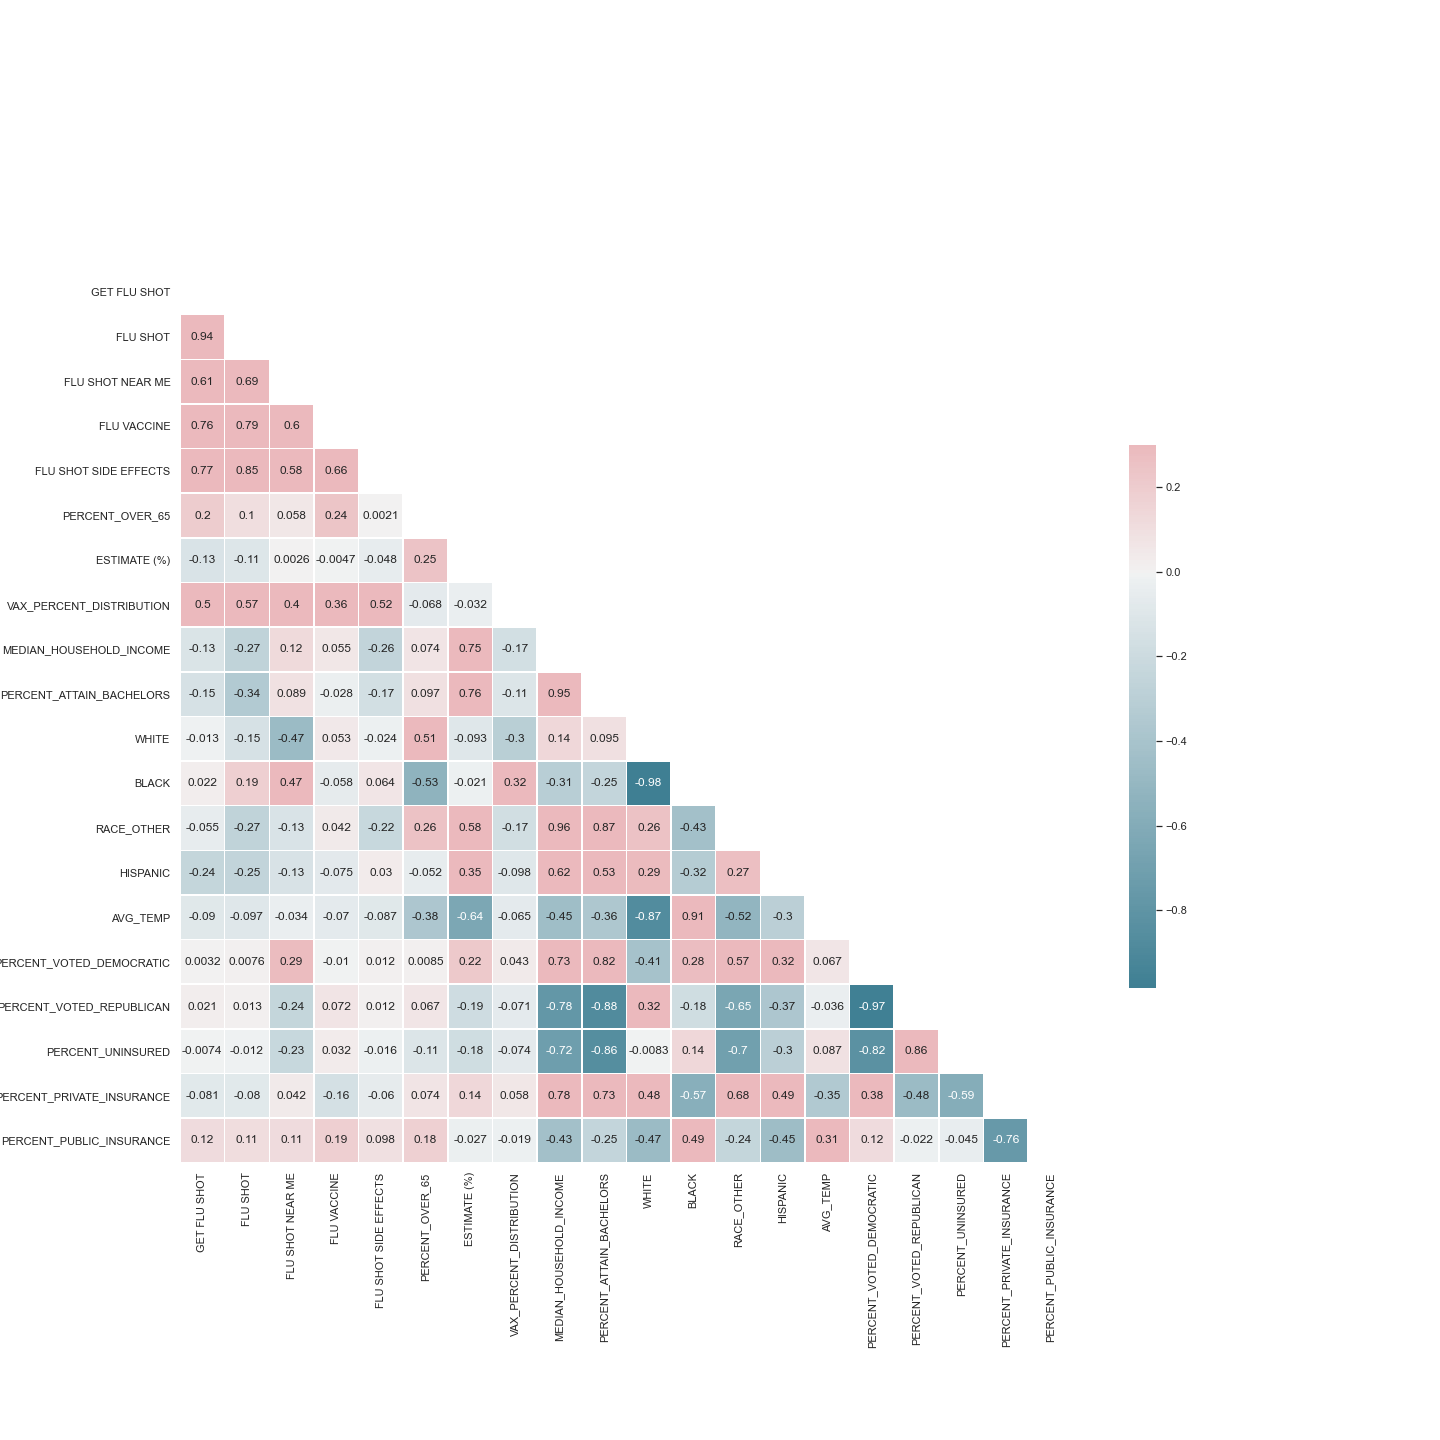 GET FLU SHOT
FLU SHOT 0.94
FLU SHOT NEAR ME 0.61 0.69
FLU VACCINE 0.76 0.79 0.6
FLU SHOT SIDE EFFECTS 0.77 0.85 0.58 0.66
PERCENT_OVER_65 0.2 0.1 0.058 0.24 0.0021
ESTIMATE (%) -0.13 -0.11 0.0026 -0.0047 -0.048 0.25
VAX_PERCENT_DISTRIBUTION 0.5 0.57 0.4 0.36 0.52 -0.068 -0.032
MEDIAN_HOUSEHOLD_INCOME -0.13 -0.27 0.12 0.055 -0.26 0.074 0.75 -0.17
PERCENT_ATTAIN_BACHELORS -0.15 -0.34 0.089 -0.028 -0.17 0.097 0.76 -0.11 0.95
WHITE -0.013 -0.15 -0.47 0.053 -0.024 0.51 -0.093 -0.3 0.14 0.095
BLACK 0.022 0.19 0.47 -0.058 0.064 -0.53 -0.021 0.32 -0.31 -0.25 -0.98
RACE_OTHER -0.055 -0.27 -0.13 0.042 -0.22 0.26 0.58 -0.17 0.96 0.87 0.26 -0.43
HISPANIC -0.24 -0.25 -0.13 -0.075 0.03 -0.052 0.35 -0.098 0.62 0.53 0.29 -0.32 0.27
AVG_TEMP -0.09 -0.097 -0.034 -0.07 -0.087 -0.38 -0.64 -0.065 -0.45 -0.36 -0.87 0.91 -0.52 -0.3
PERCENT_VOTED_DEMOCRATIC 0.0032 0.0076 0.29 -0.01 0.012 0.0085 0.22 0.043 0.73 0.82 -0.41 0.28 0.57 0.32 0.067
PERCENT_VOTED_REPUBLICAN 0.021 0.013 -0.24 0.072 0.012 0.067 -0.19 -0.071 -0.78 -0.88 0.32 -0.18 -0.65 -0.37 -0.036 -0.97
PERCENT_UNINSURED -0.0074 -0.012 -0.23 0.032 -0.016 -0.11 -0.18 -0.074 -0.72 -0.86 -0.0083 0.14 -0.7 -0.3 0.087 -0.82 0.86
PERCENT_PRIVATE_INSURANCE -0.081 -0.08 0.042 -0.16 -0.06 0.074 0.14 0.058 0.78 0.73 0.48 -0.57 0.68 0.49 -0.35 0.38 -0.48 -0.59
PERCENT_PUBLIC_INSURANCE 0.12 0.11 0.11 0.19 0.098 0.18 -0.027 -0.019 -0.43 -0.25 -0.47 0.49 -0.24 -0.45 0.31 0.12 -0.022 -0.045 -0.76
GET FLU SHOT
FLU SHOT
FLU SHOT NEAR ME
FLU VACCINE
FLU SHOT SIDE EFFECTS
PERCENT_OVER_65
ESTIMATE (%)
VAX_PERCENT_DISTRIBUTION
MEDIAN_HOUSEHOLD_INCOME
PERCENT_ATTAIN_BACHELORS
WHITE
BLACK
RACE_OTHER
HISPANIC
AVG_TEMP
PERCENT_VOTED_DEMOCRATIC
PERCENT_VOTED_REPUBLICAN
PERCENT_UNINSURED
PERCENT_PRIVATE_INSURANCE
PERCENT_PUBLIC_INSURANCE
0.2
0.0
−0.2
−0.4
−0.6
−0.8